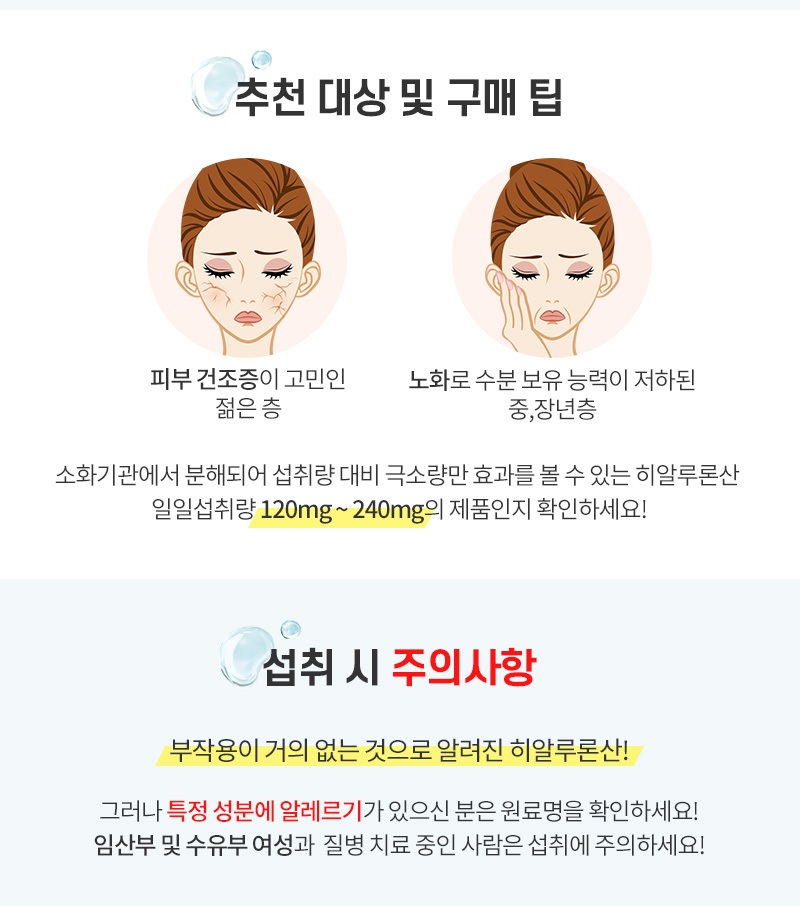 추천 대상 및 구매 팁
피부 건조증이 고민인
젊은 층
노화로 수분 보유 능력이 저하된
중,장년층
소화기관에서 분해되어 섭취량 대비 극소량만 효과를 볼 수 있는 히알루론산
일일섭취량 120mg ~ 240mg의 제품인지 확인하세요!
섭취 시 주의사항
부작용이 거의 없는 것으로 알려진 히알루론산!
그러나 특정 성분에 알레르기가 있으신 분은 원료명을 확인하세요!
임산부 및 수유부 여성과 질병 치료 중인 사람은 섭취에 주의하세요!